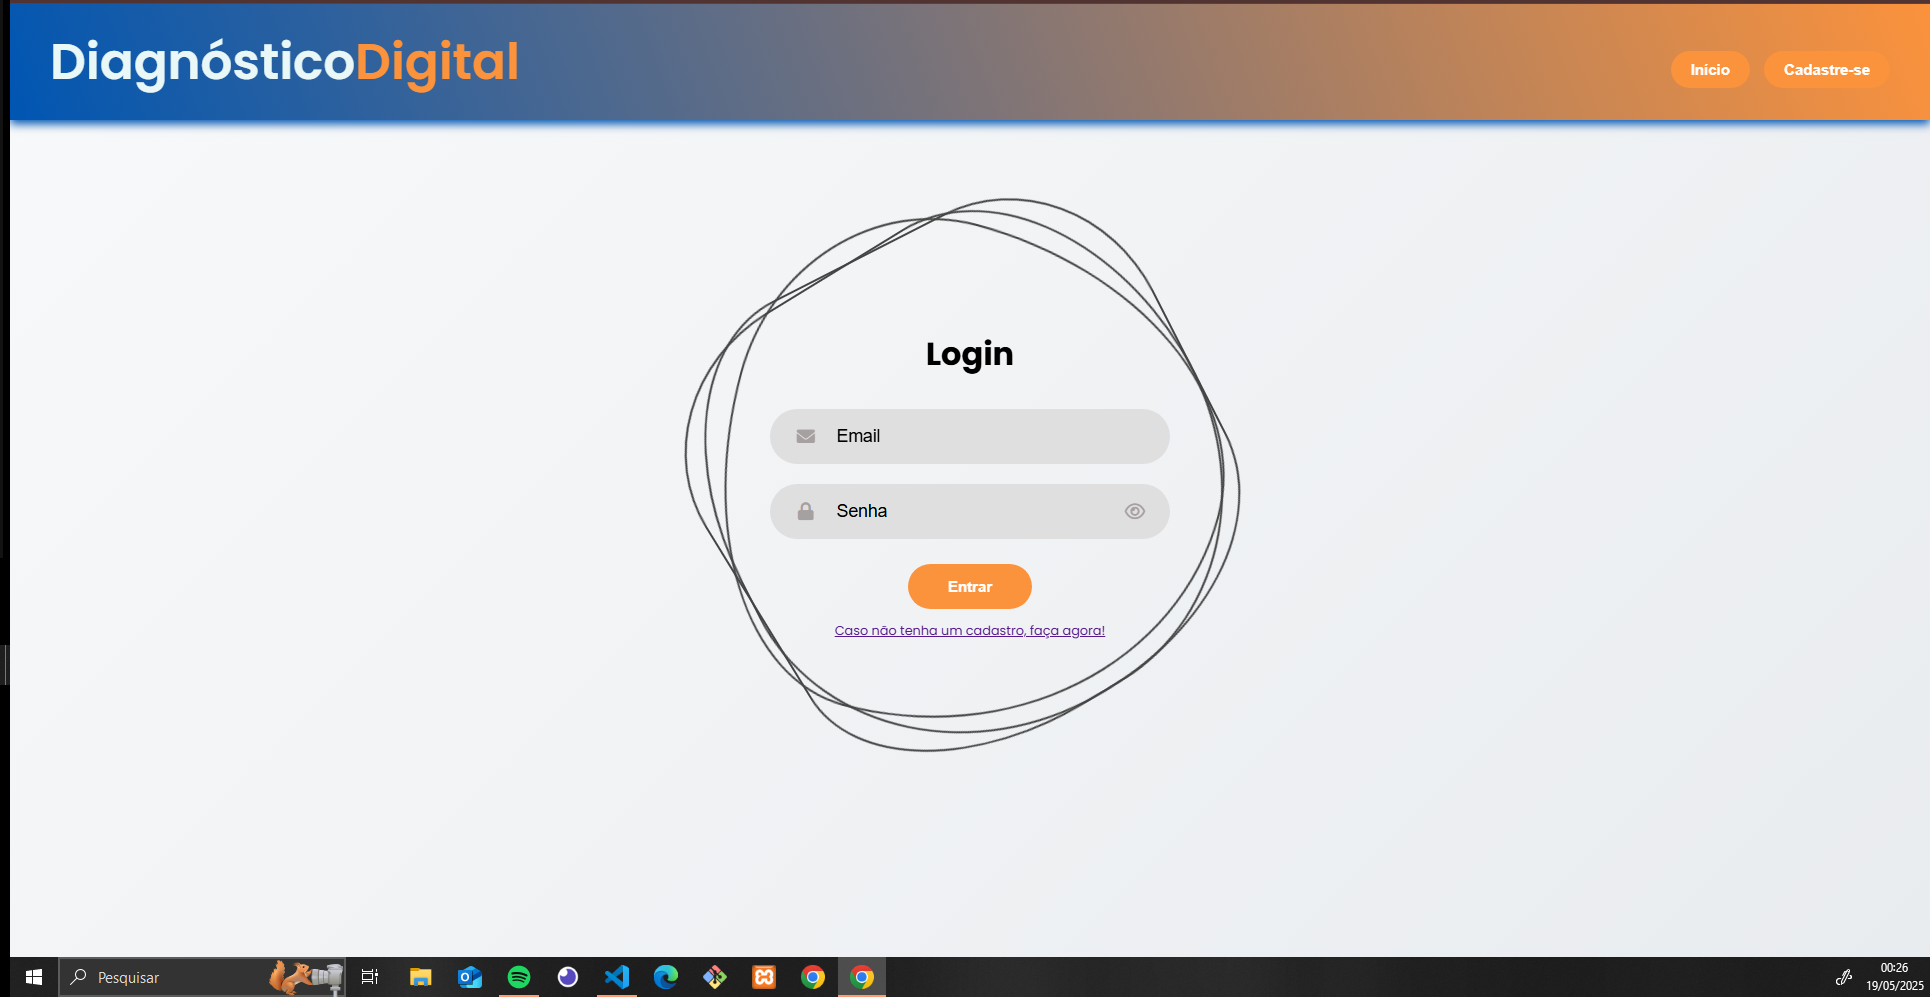 DiagnósticoDigital
Início
Cadastre-se
Login
Email
Senha
Entrar
Caso não tenha um cadastro, faça agora!
Pesquisar
00:26
19/05/2025